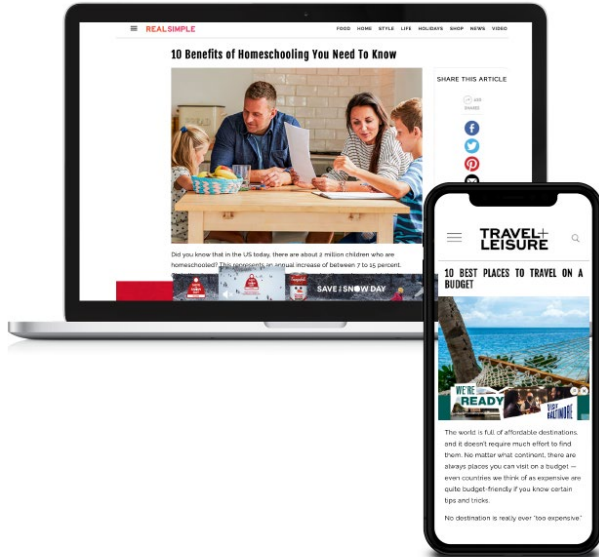 REALSIMPLE
FOOD HOME STYLE LIFE HOLIDAYS SHOP NEWS VIDEO
10 Benefits of Homeschooling You Need To Know
SHARE THIS ARTICLE
SHARES
Did you know that in the US today, there are about 2 million children who are
homeschooled? This represents an annual increase of between 7 to 15 percent.
SAVE THE SNOW DAY
TRAVEL+
LEISURE
10 BEST PLACES TO TRAVEL ON A
BUDGET
WE'RE
READY
VISIT
BALTIMORE
The world is full of affordable destinations,
and it doesn't require much effort to find
them. No matter what continent, there are
always places you can visit on a budget —
even countries we think of as expensive are
quite budget-friendly if you know certain
tips and tricks.
No destination is really ever "too expensive"